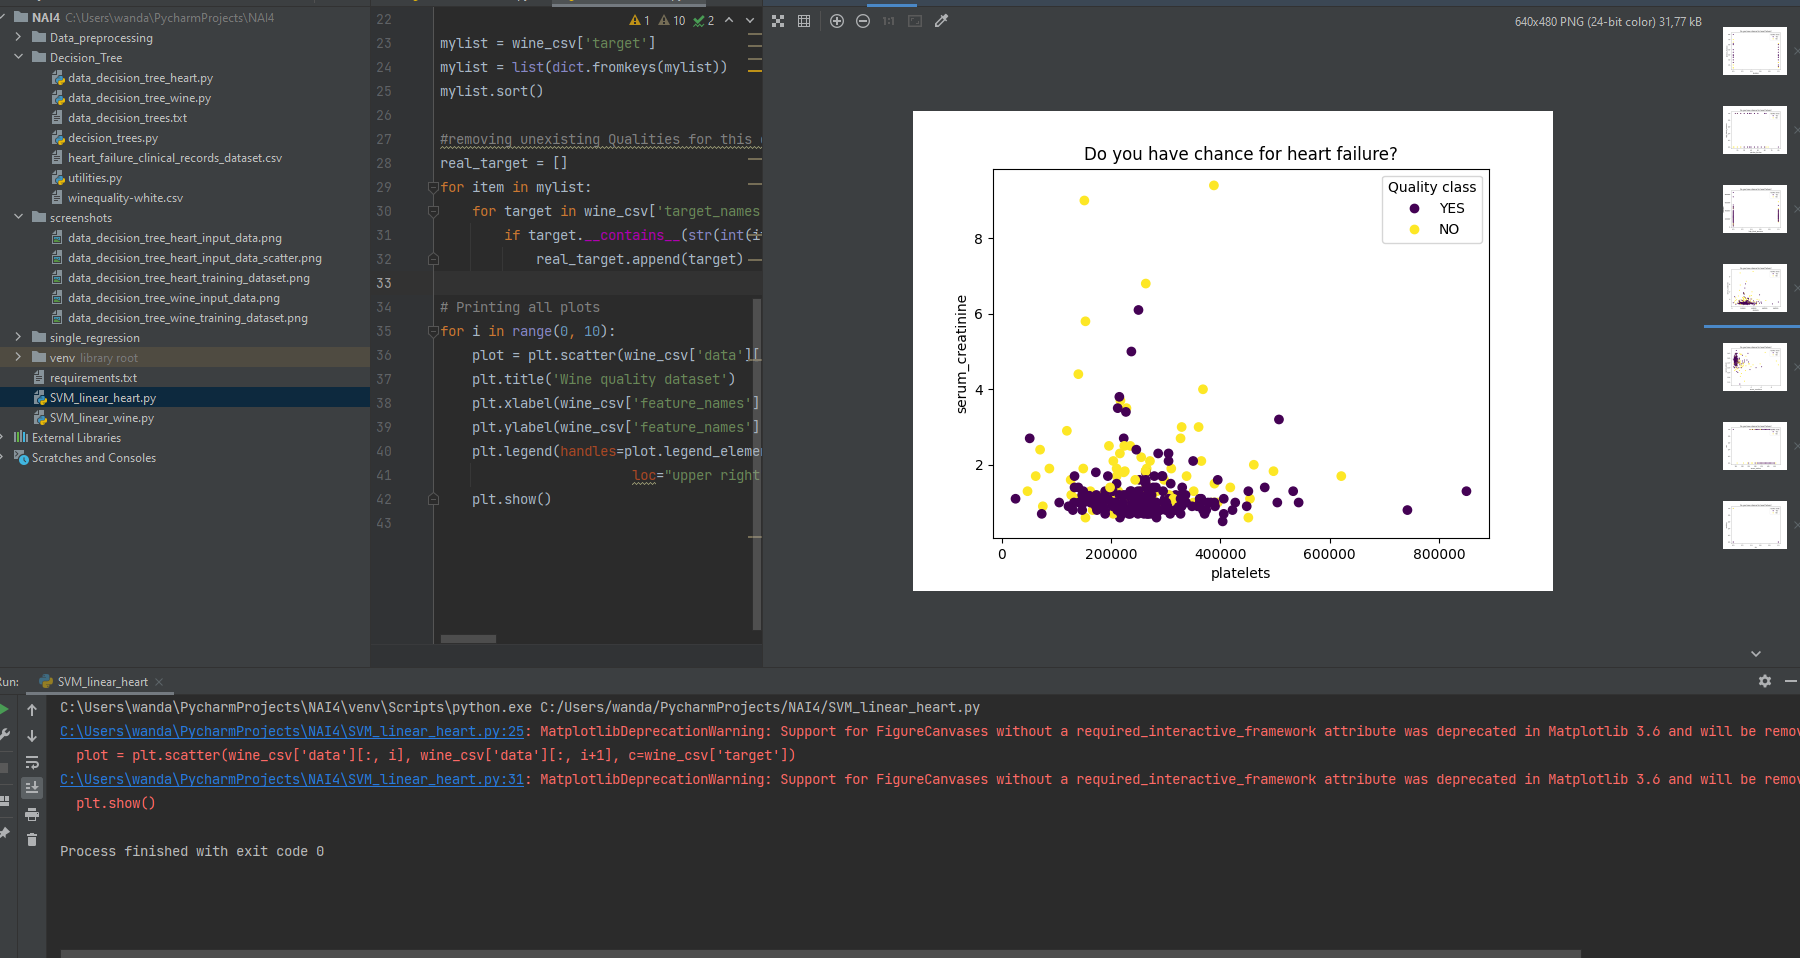 NAI4 C:\Users\wanda\PycharmProjects\NAI4
Data_preprocessing
Decision_Tree
data_decision_tree_heart.py
data_decision_tree_wine.py
data_decision_trees.txt
decision_trees.py
heart_failure_clinical_records_dataset.csv
utilities.py
winequality-white.csv
screenshots
data_decision_tree_heart_input_data.png
data_decision_tree_heart_input_data_scatter.png
data_decision_tree_heart_training_dataset.png
data_decision_tree_wine_input_data.png
data_decision_tree_wine_training_dataset.png
single_regression
venv library root
requirements.txt
SVM_linear_heart.py
SVM_linear_wine.py
External Libraries
Scratches and Consoles
1 10 2
22
23 mylist = wine_csv['target']
24 mylist = list(dict.fromkeys(mylist))
25 mylist.sort()
26
27 #removing unexisting Qualities for this
28 real_target = []
29 for item in mylist:
30 for target in wine_csv['target_names
31 if target.__contains__(str(int(i
32 real_target.append(target)
33
34 # Printing all plots
35 for i in range(0, 10):
36 plot = plt.scatter(wine_csv['data'][
37 plt.title('Wine quality dataset')
38 plt.xlabel(wine_csv['feature_names']
39 plt.ylabel(wine_csv['feature_names']
40 plt.legend(handles=plot.legend_eleme
41 loc="upper right
42 plt.show()
43
1:1
640x480 PNG (24-bit color) 31,77 kB
Do you have chance for heart failure?
Quality class
YES
NO
serum_creatinine
8
6
4
2
0 200000 400000 600000 800000
platelets
Run: SVM_linear_heart
C:\Users\wanda\PycharmProjects\NAI4\venv\Scripts\python.exe C:/Users/wanda/PycharmProjects/NAI4/SVM_linear_heart.py
C:\Users\wanda\PycharmProjects\NAI4\SVM_linear_heart.py:25: MatplotlibDeprecationWarning: Support for FigureCanvases without a required_interactive_framework attribute was deprecated in Matplotlib 3.6 and will be remov
plot = plt.scatter(wine_csv['data'][:, i], wine_csv['data'][:, i+1], c=wine_csv['target'])
C:\Users\wanda\PycharmProjects\NAI4\SVM_linear_heart.py:31: MatplotlibDeprecationWarning: Support for FigureCanvases without a required_interactive_framework attribute was deprecated in Matplotlib 3.6 and will be remov
plt.show()
Process finished with exit code 0